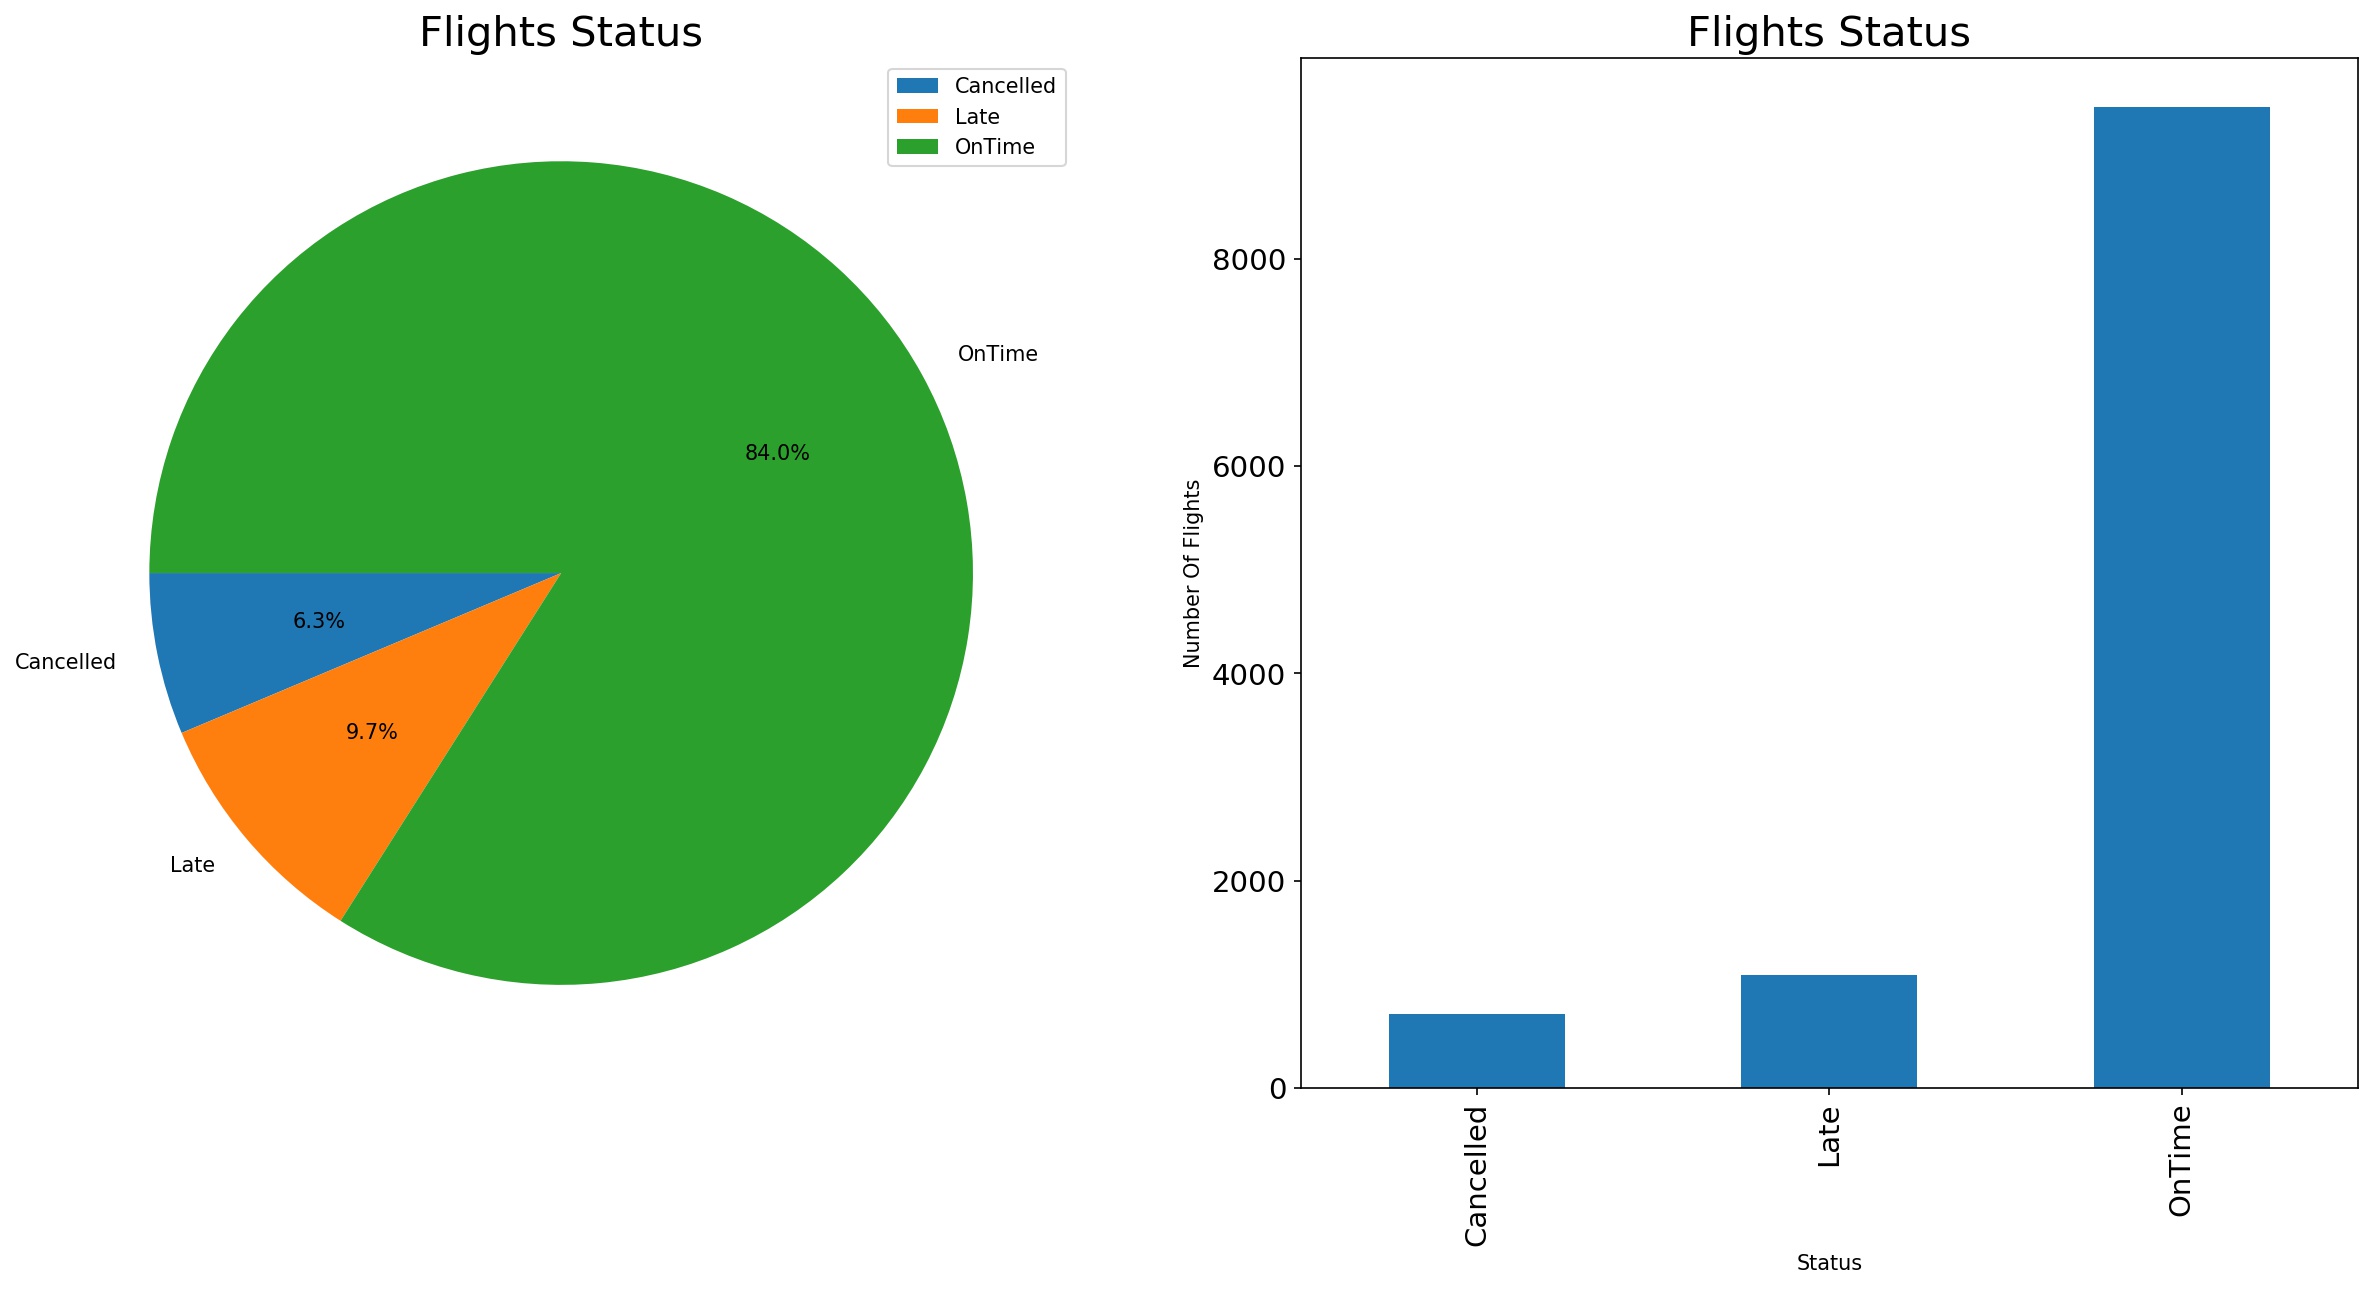 Flights Status
Cancelled
Late
OnTime
OnTime
84.0%
6.3%
Cancelled
9.7%
Late
Flights Status
8000
6000
4000
2000
0
Number Of Flights
Cancelled
Late
OnTime
Status